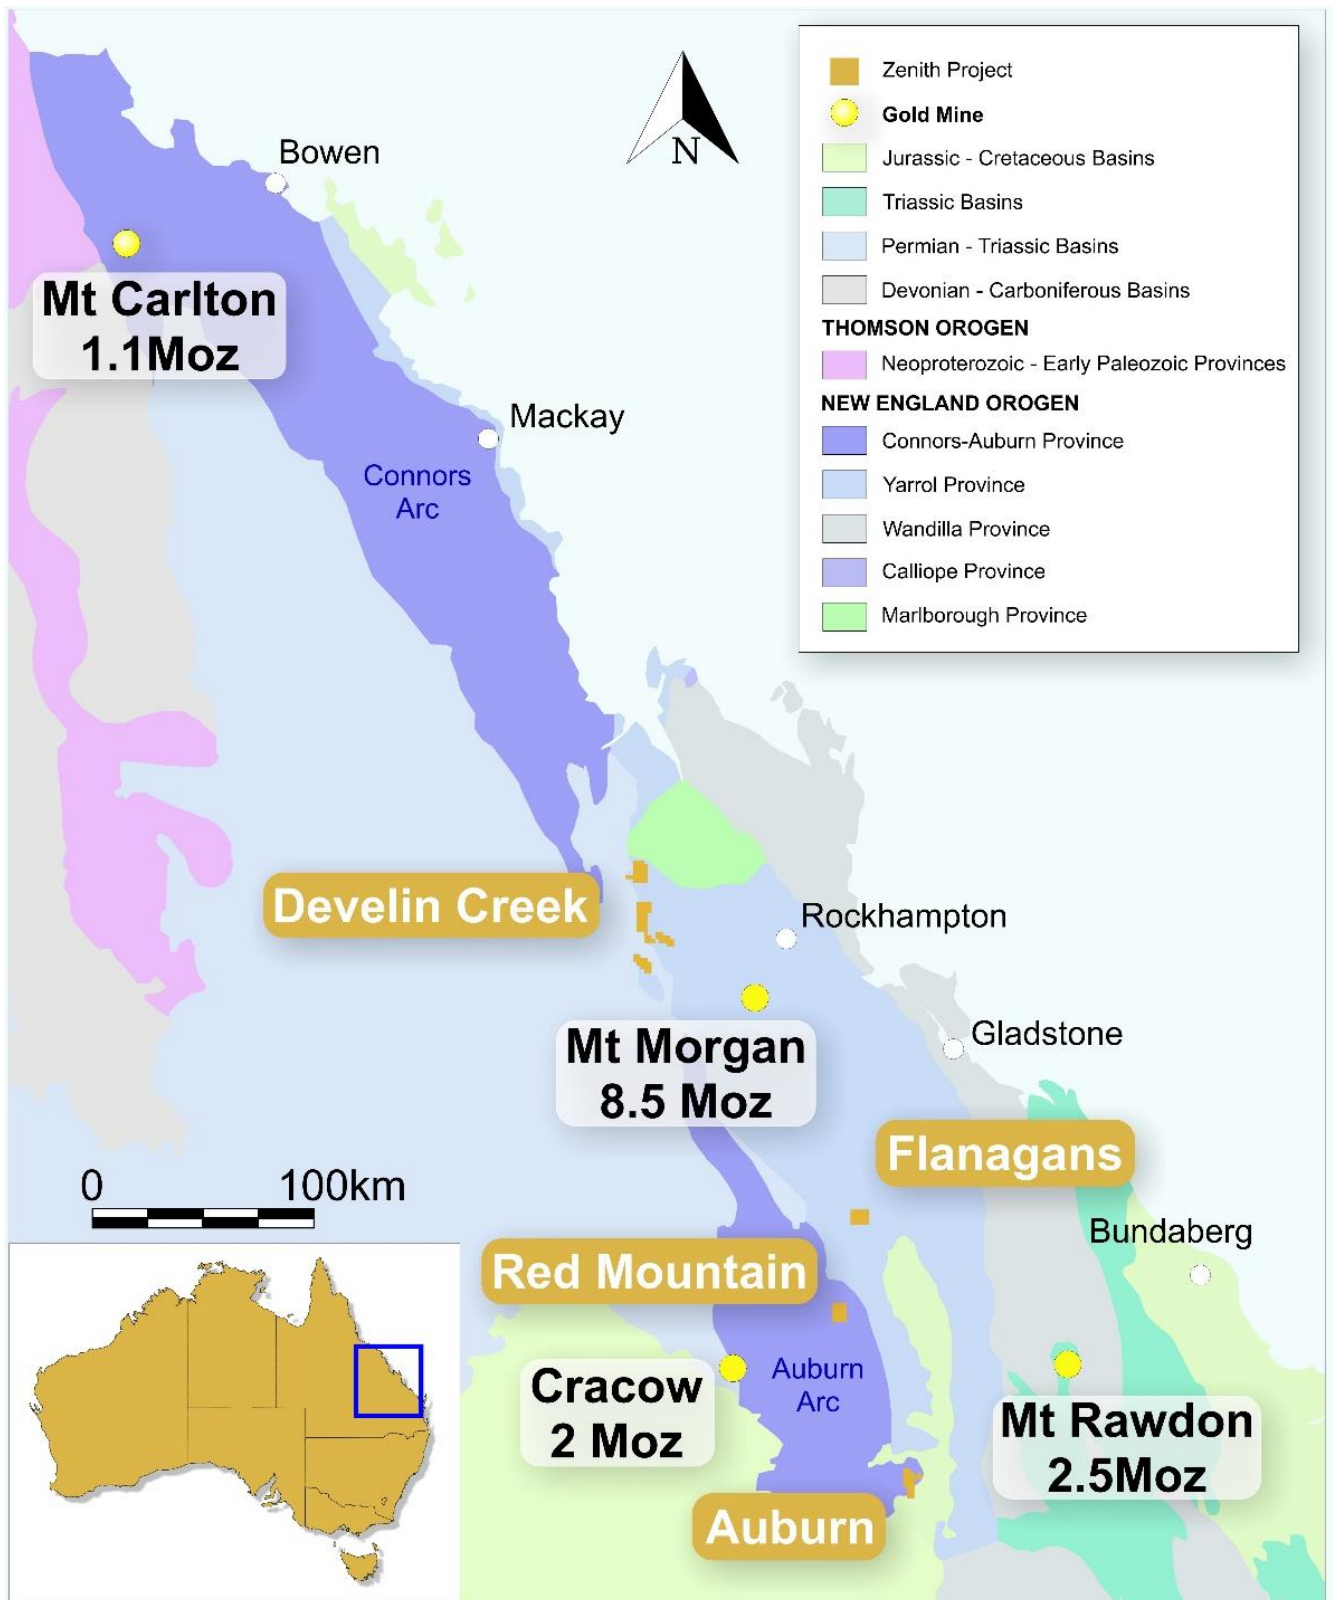 Bowen
N
Mt Carlton
1.1Moz
Mackay
Connors
Arc
Zenith Project
Gold Mine
Jurassic - Cretaceous Basins
Triassic Basins
Permian - Triassic Basins
Devonian - Carboniferous Basins
THOMSON OROGEN
Neoproterozoic - Early Paleozoic Provinces
NEW ENGLAND OROGEN
Connors-Auburn Province
Yarrol Province
Wandilla Province
Calliope Province
Marlborough Province
Develin Creek
Rockhampton
Mt Morgan
8.5 Moz
Gladstone
Flanagans
0 100km
Bundaberg
Red Mountain
Cracow
2 Moz
Auburn
Arc
Mt Rawdon
2.5Moz
Auburn